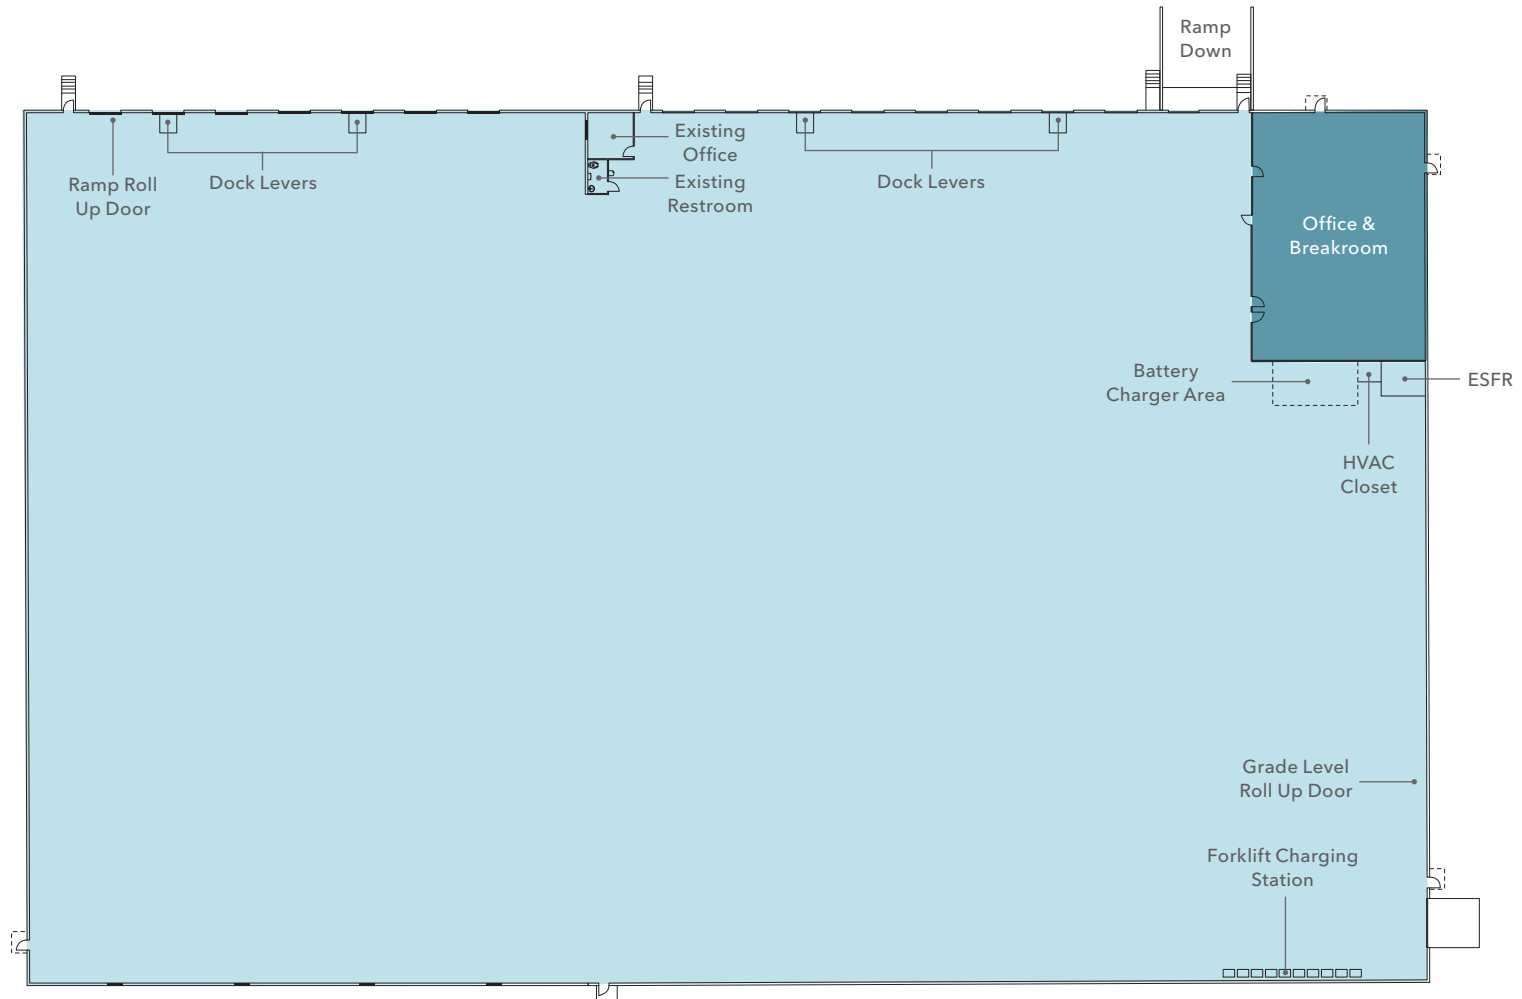 Ramp
Down
Existing
Office
Existing
Restroom
Ramp Roll
Up Door
Dock Levers
Dock Levers
Office &
Breakroom
Battery
Charger Area
ESFR
HVAC
Closet
Grade Level
Roll Up Door
Forklift Charging
Station